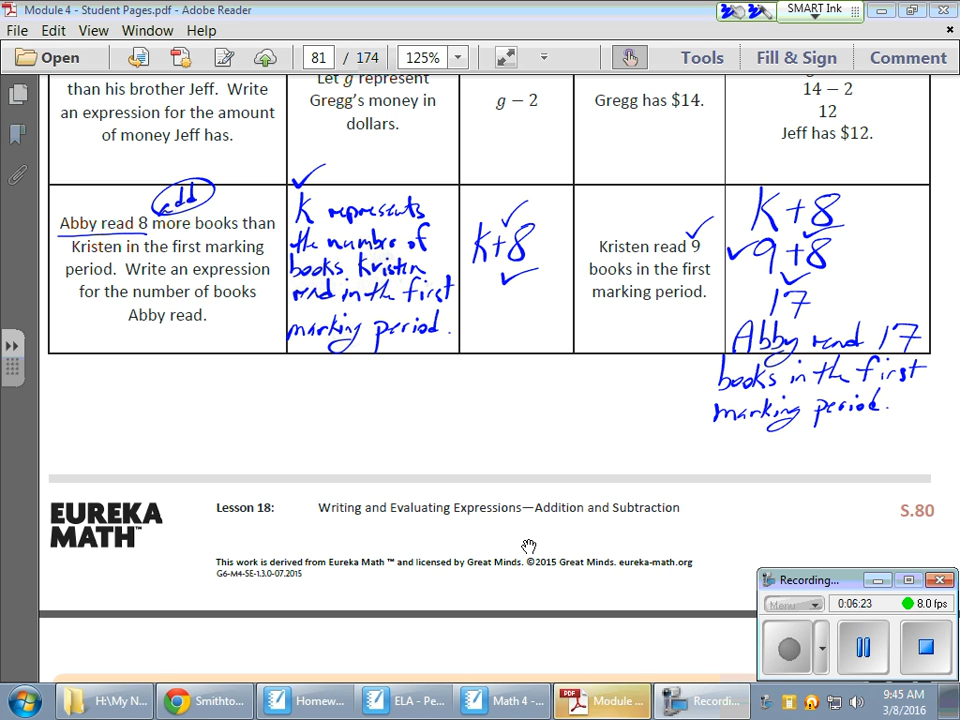 Module 4 - Student Pages.pdf - Adobe Reader
SMART Ink
File Edit View Window Help
Open
81 / 174
125%
Tools
Fill & Sign
Comment
than his brother Jeff. Write
an expression for the amount
of money Jeff has.
Let g represent
Gregg's money in
dollars.
g − 2
Gregg has $14.
14 − 2
12
Jeff has $12.
add
Abby read 8 more books than
Kristen in the first marking
period. Write an expression
for the number of books
Abby read.
K represents
the number of
books Kristen
read in the first
marking period.
K+8
Kristen read 9
books in the first
marking period.
K+8
9+8
17
Abby read 17
books in the first
marking period.
EUREKA
MATH™
Lesson 18:
Writing and Evaluating Expressions—Addition and Subtraction
S.80
This work is derived from Eureka Math ™ and licensed by Great Minds. ©2015 Great Minds. eureka-math.org
G6-M4-SE-1.3.0-07.2015
Recording...
Menu
0:06:23
8.0 fps
H:\My N...
Smithto...
Homew...
ELA - Pe...
Math 4 -...
Module ...
Recordi...
9:45 AM
3/8/2016